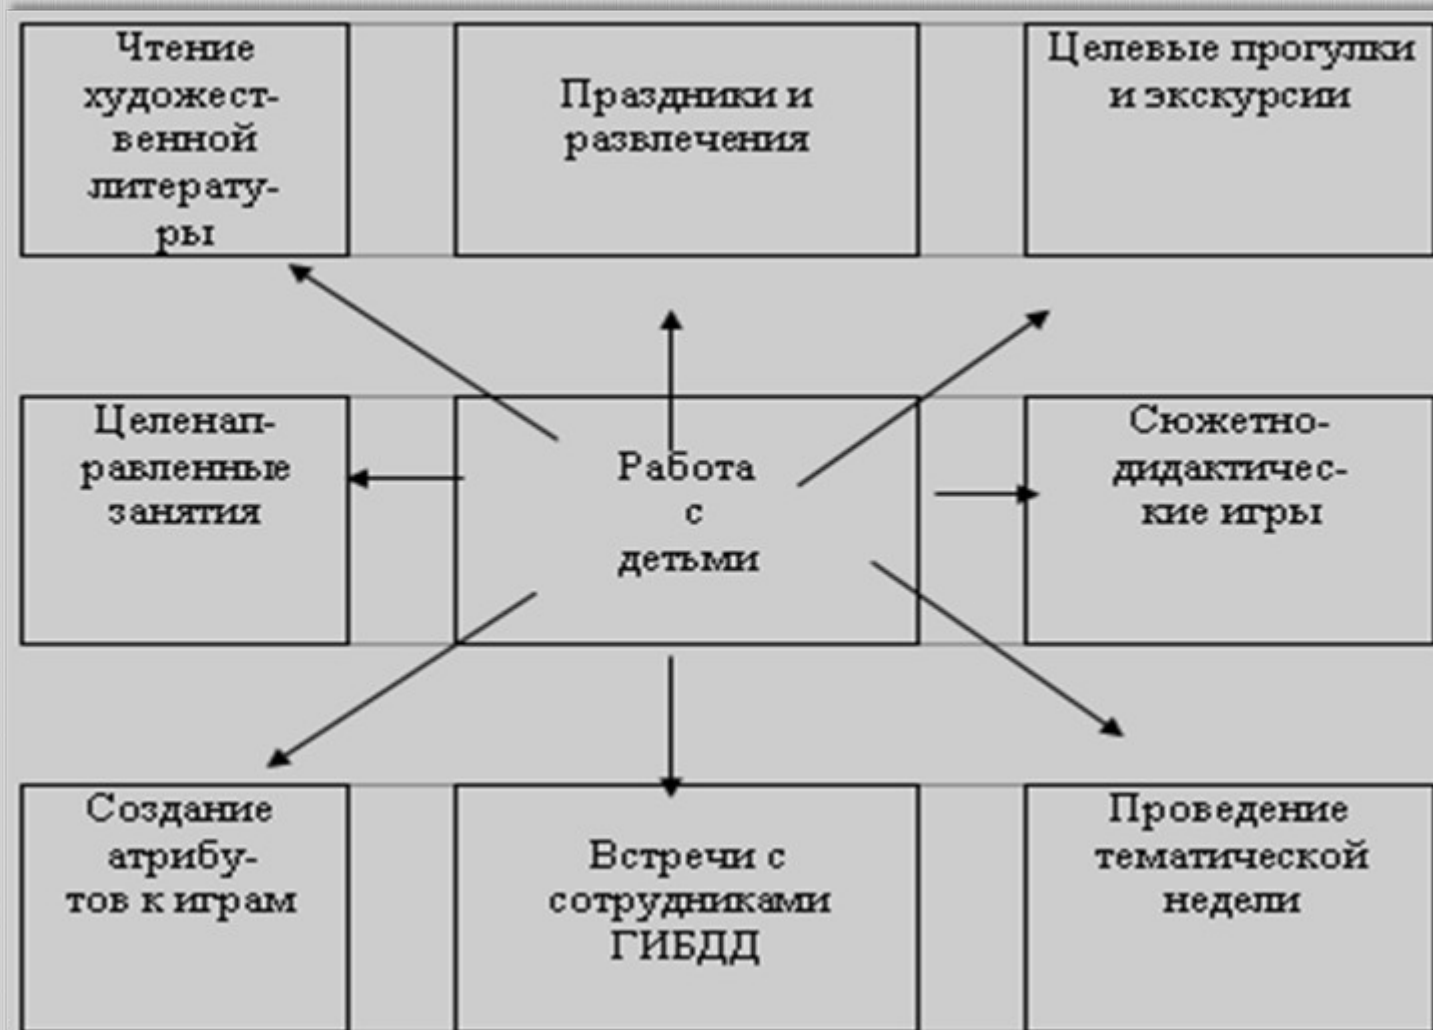 Чтение
художест-
венной
литерату-
ры
Праздники и
развлечения
Целевые прогулки
и экскурсии
Целенап-
равленные
занятия
Работа
с
детьми
Сюжетно-
дидактичес-
кие игры
Создание
атрибу-
тов к играм
Встречи с
сотрудниками
ГИБДД
Проведение
тематической
недели